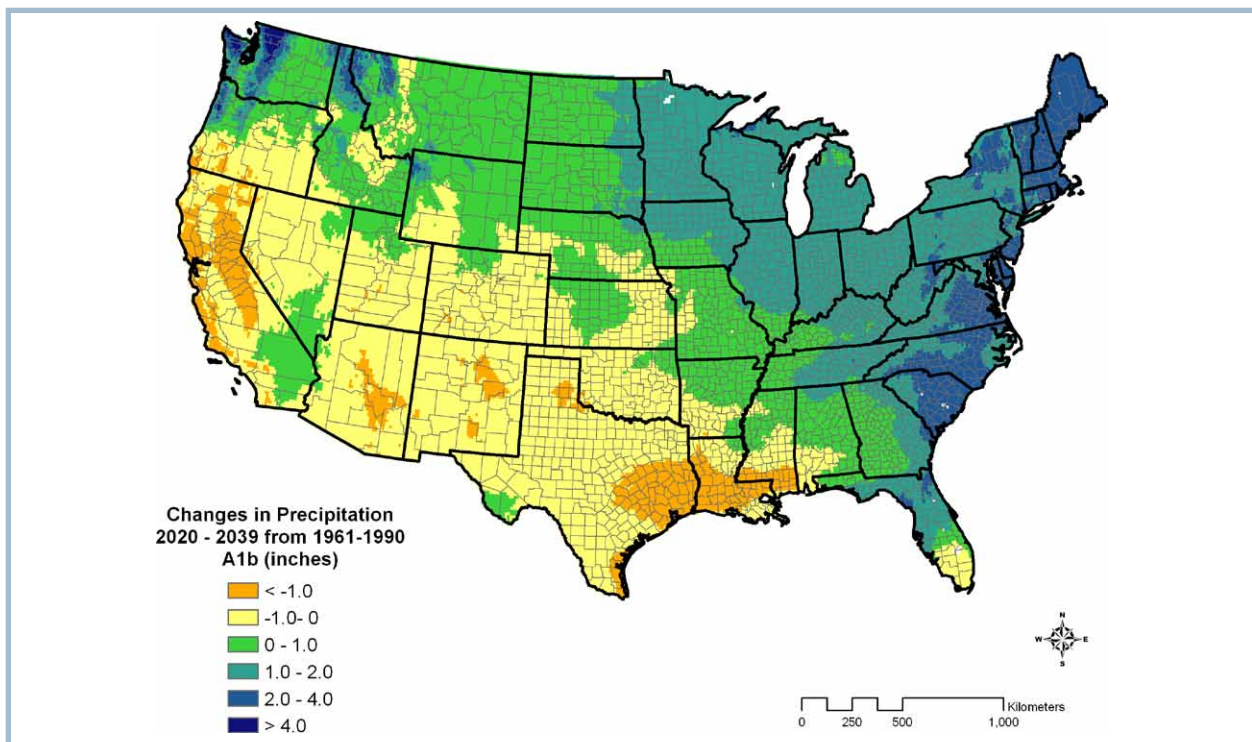 Changes in Precipitation
2020 - 2039 from 1961-1990
A1b (inches)
< -1.0
-1.0- 0
0 - 1.0
1.0 - 2.0
2.0 - 4.0
> 4.0
N
W E
S
Kilometers
0 250 500 1,000